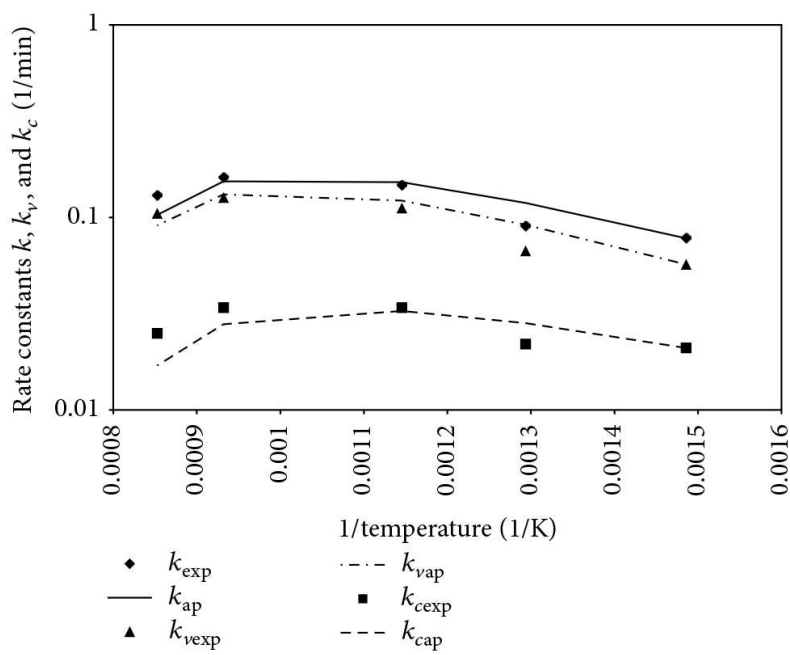 Rate constants k, kv, and kc (1/min)
1
0.1
0.01
0.0008
0.0009
0.001
0.0011
0.0012
0.0013
0.0014
0.0015
0.0016
1/temperature (1/K)
kexp
kvap
kap
kcexp
kvexp
kcap